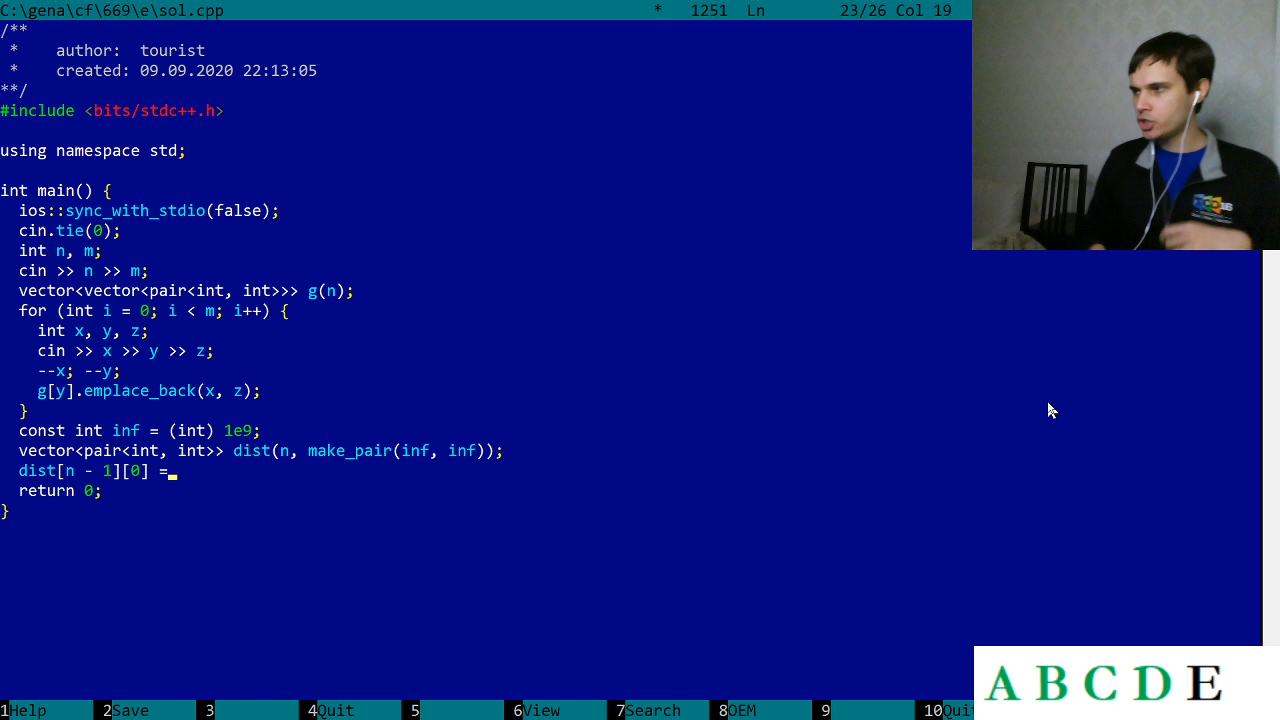 C:\gena\cf\669\e\sol.cpp * 1251 Ln 23/26 Col 19
/**
 *    author:  tourist
 *    created: 09.09.2020 22:13:05
**/
#include <bits/stdc++.h>
using namespace std;
int main() {
  ios::sync_with_stdio(false);
  cin.tie(0);
  int n, m;
  cin >> n >> m;
  vector<vector<pair<int, int>>> g(n);
  for (int i = 0; i < m; i++) {
    int x, y, z;
    cin >> x >> y >> z;
    --x; --y;
    g[y].emplace_back(x, z);
  }
  const int inf = (int) 1e9;
  vector<pair<int, int>> dist(n, make_pair(inf, inf));
  dist[n - 1][0] =
  return 0;
}
A B C D E
1Help 2Save 3 4Quit 5 6View 7Search 8OEM 9 10Qui